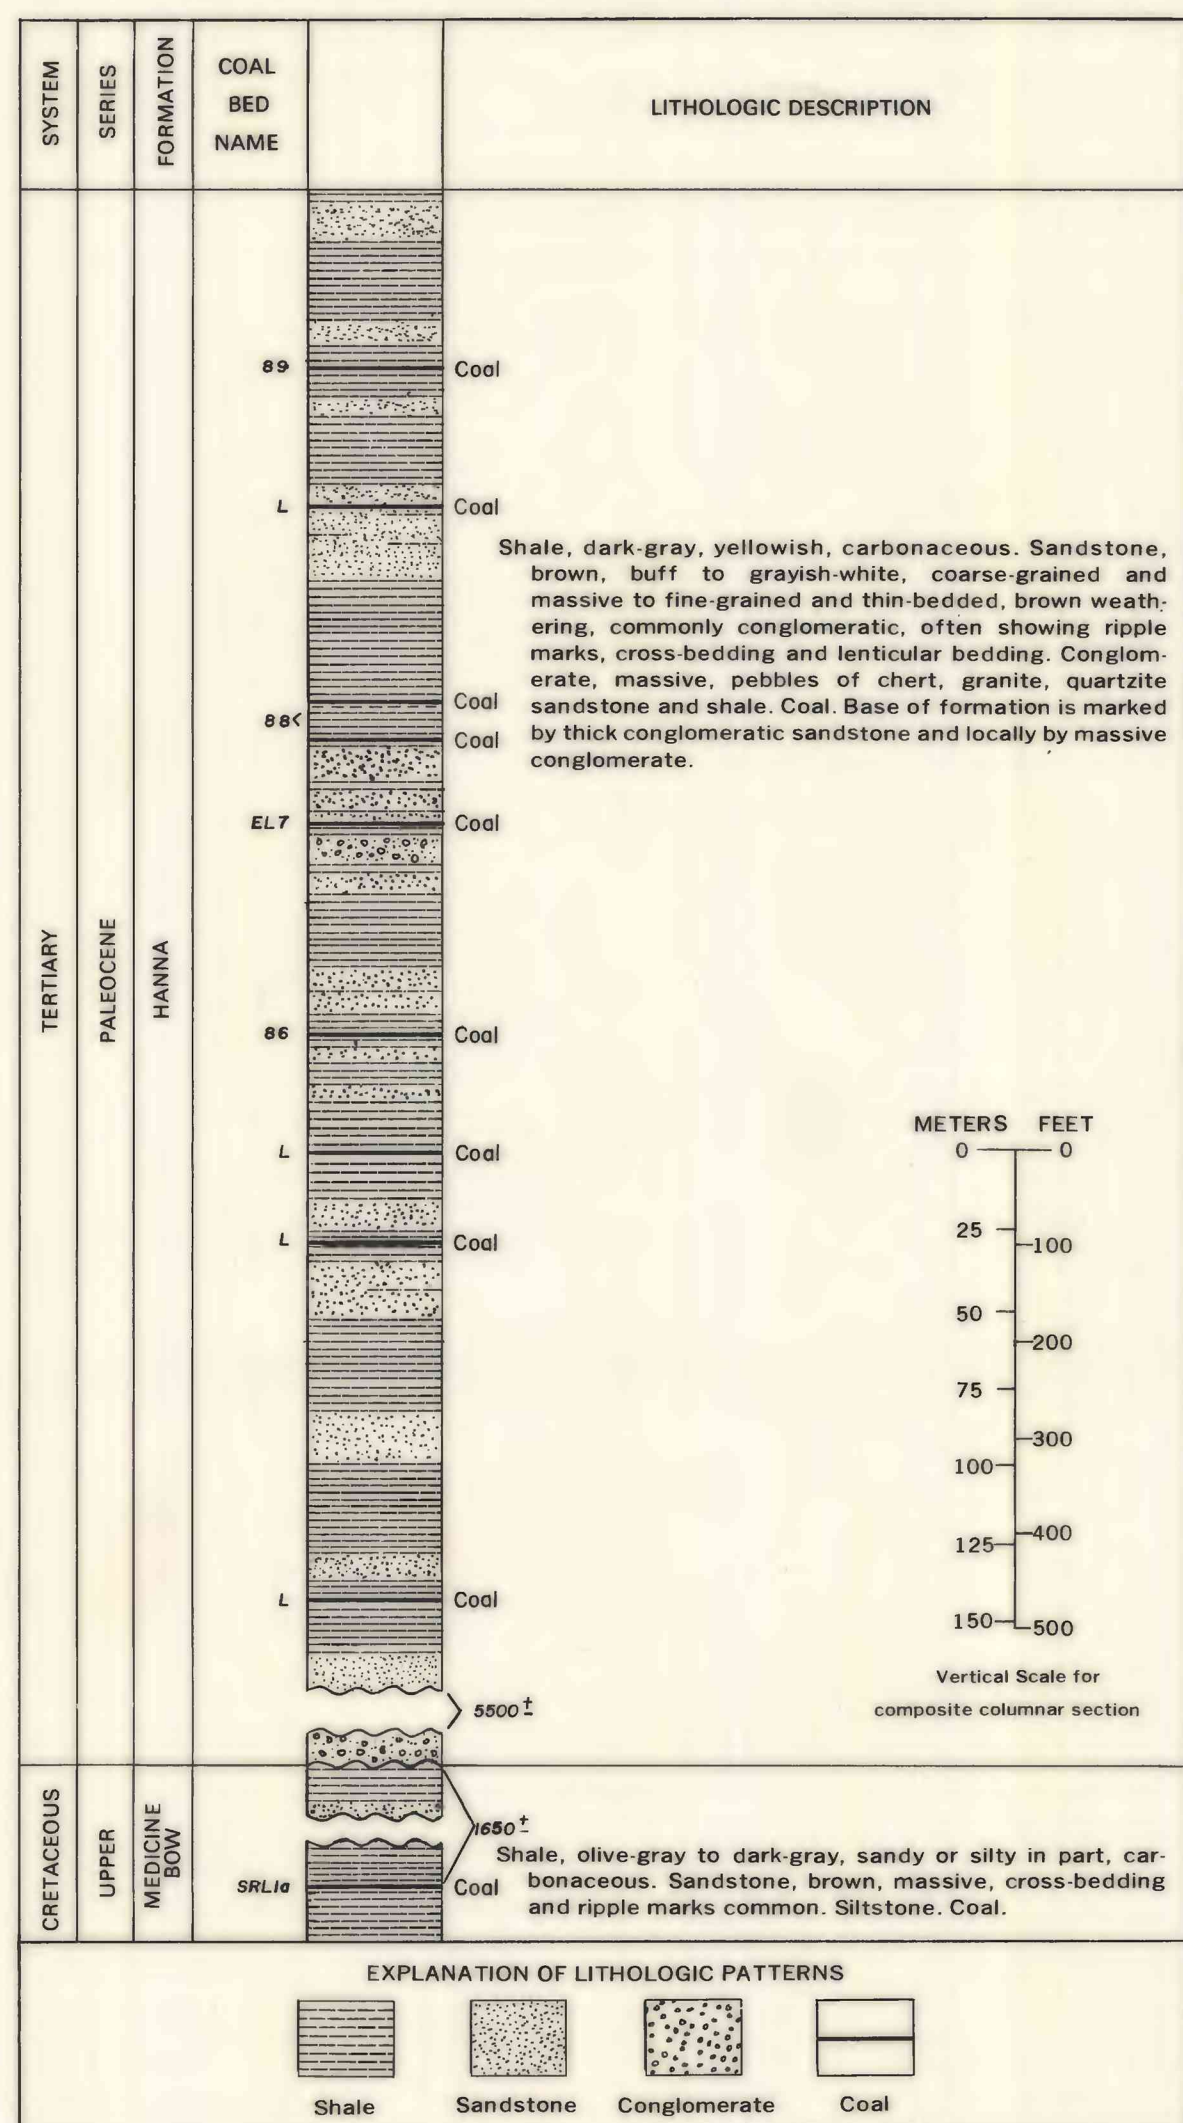 SYSTEM
SERIES
FORMATION
COAL
BED
NAME
LITHOLOGIC DESCRIPTION
89
Coal
L
Coal
Shale, dark-gray, yellowish, carbonaceous. Sandstone,
brown, buff to grayish-white, coarse-grained and
massive to fine-grained and thin-bedded, brown weath-
ering, commonly conglomeratic, often showing ripple
marks, cross-bedding and lenticular bedding. Conglom-
erate, massive, pebbles of chert, granite, quartzite
sandstone and shale. Coal. Base of formation is marked
by thick conglomeratic sandstone and locally by massive
conglomerate.
Coal
88<
Coal
EL7
Coal
TERTIARY
PALEOCENE
HANNA
86
Coal
L
Coal
L
Coal
L
Coal
METERS FEET
0 0
25
100
50
200
75
300
100
400
125
150
500
Vertical Scale for
composite columnar section
5500±
CRETACEOUS
UPPER
MEDICINE
BOW
1650±
SRL1a
Coal
Shale, olive-gray to dark-gray, sandy or silty in part, car-
bonaceous. Sandstone, brown, massive, cross-bedding
and ripple marks common. Siltstone. Coal.
EXPLANATION OF LITHOLOGIC PATTERNS
Shale
Sandstone
Conglomerate
Coal